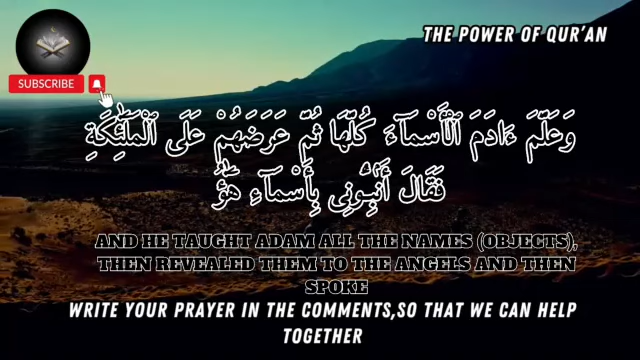 THE POWER OF QUR'AN
SUBSCRIBE
وَعَلَّمَ ءَادَمَ ٱلْأَسْمَآءَ كُلَّهَا ثُمَّ عَرَضَهُمْ عَلَى ٱلْمَلَٰٓئِكَةِ
فَقَالَ أَنۢبِـُٔونِى بِأَسْمَآءِ هَٰٓؤُ
AND HE TAUGHT ADAM ALL THE NAMES (OBJECTS),
THEN REVEALED THEM TO THE ANGELS AND THEN
SPOKE
WRITE YOUR PRAYER IN THE COMMENTS,SO THAT WE CAN HELP
TOGETHER